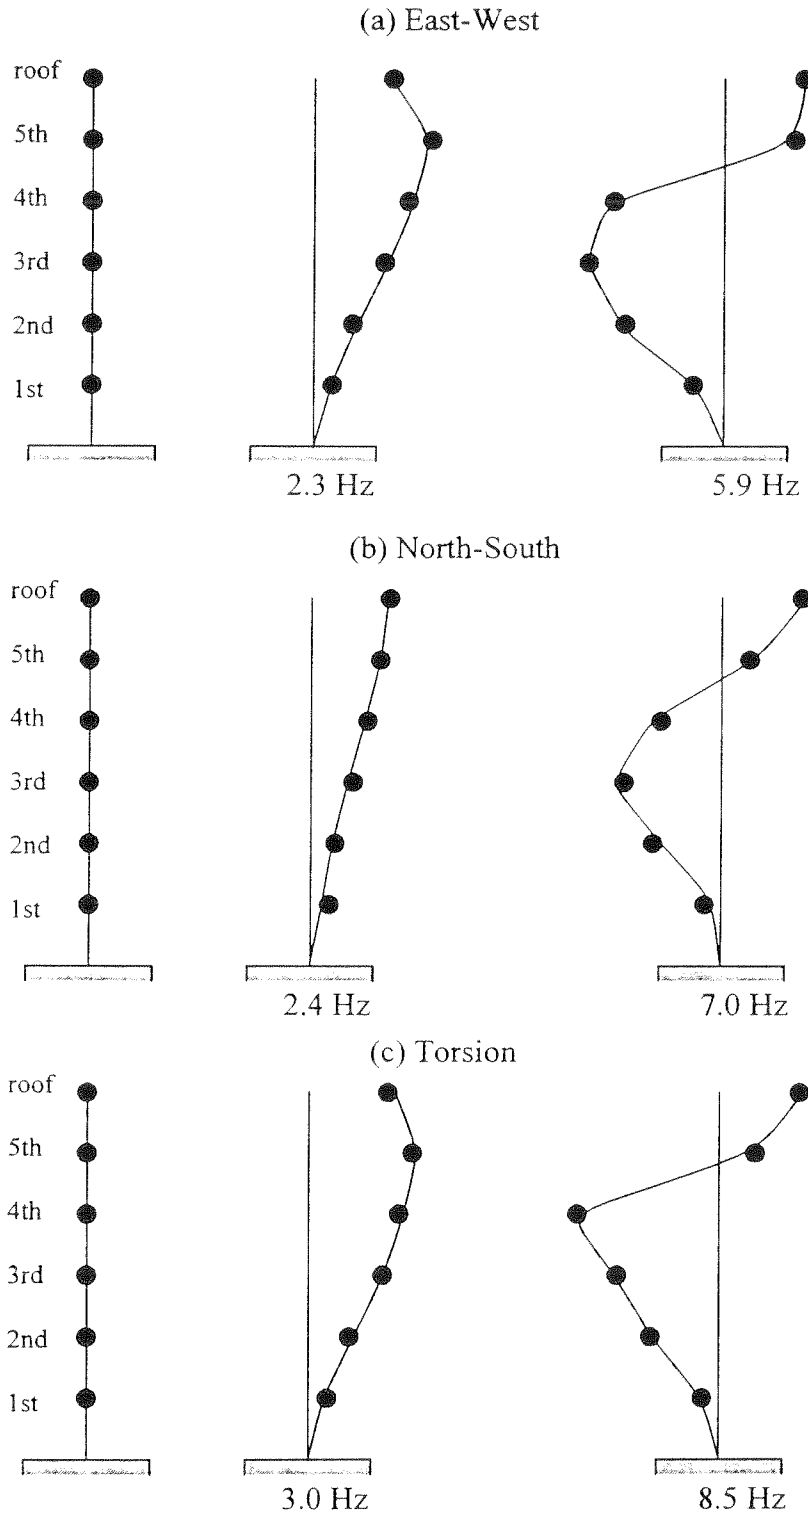 (a) East-West
roof
5th
4th
3rd
2nd
1st
2.3 Hz 5.9 Hz
(b) North-South
roof
5th
4th
3rd
2nd
1st
2.4 Hz 7.0 Hz
(c) Torsion
roof
5th
4th
3rd
2nd
1st
3.0 Hz 8.5 Hz